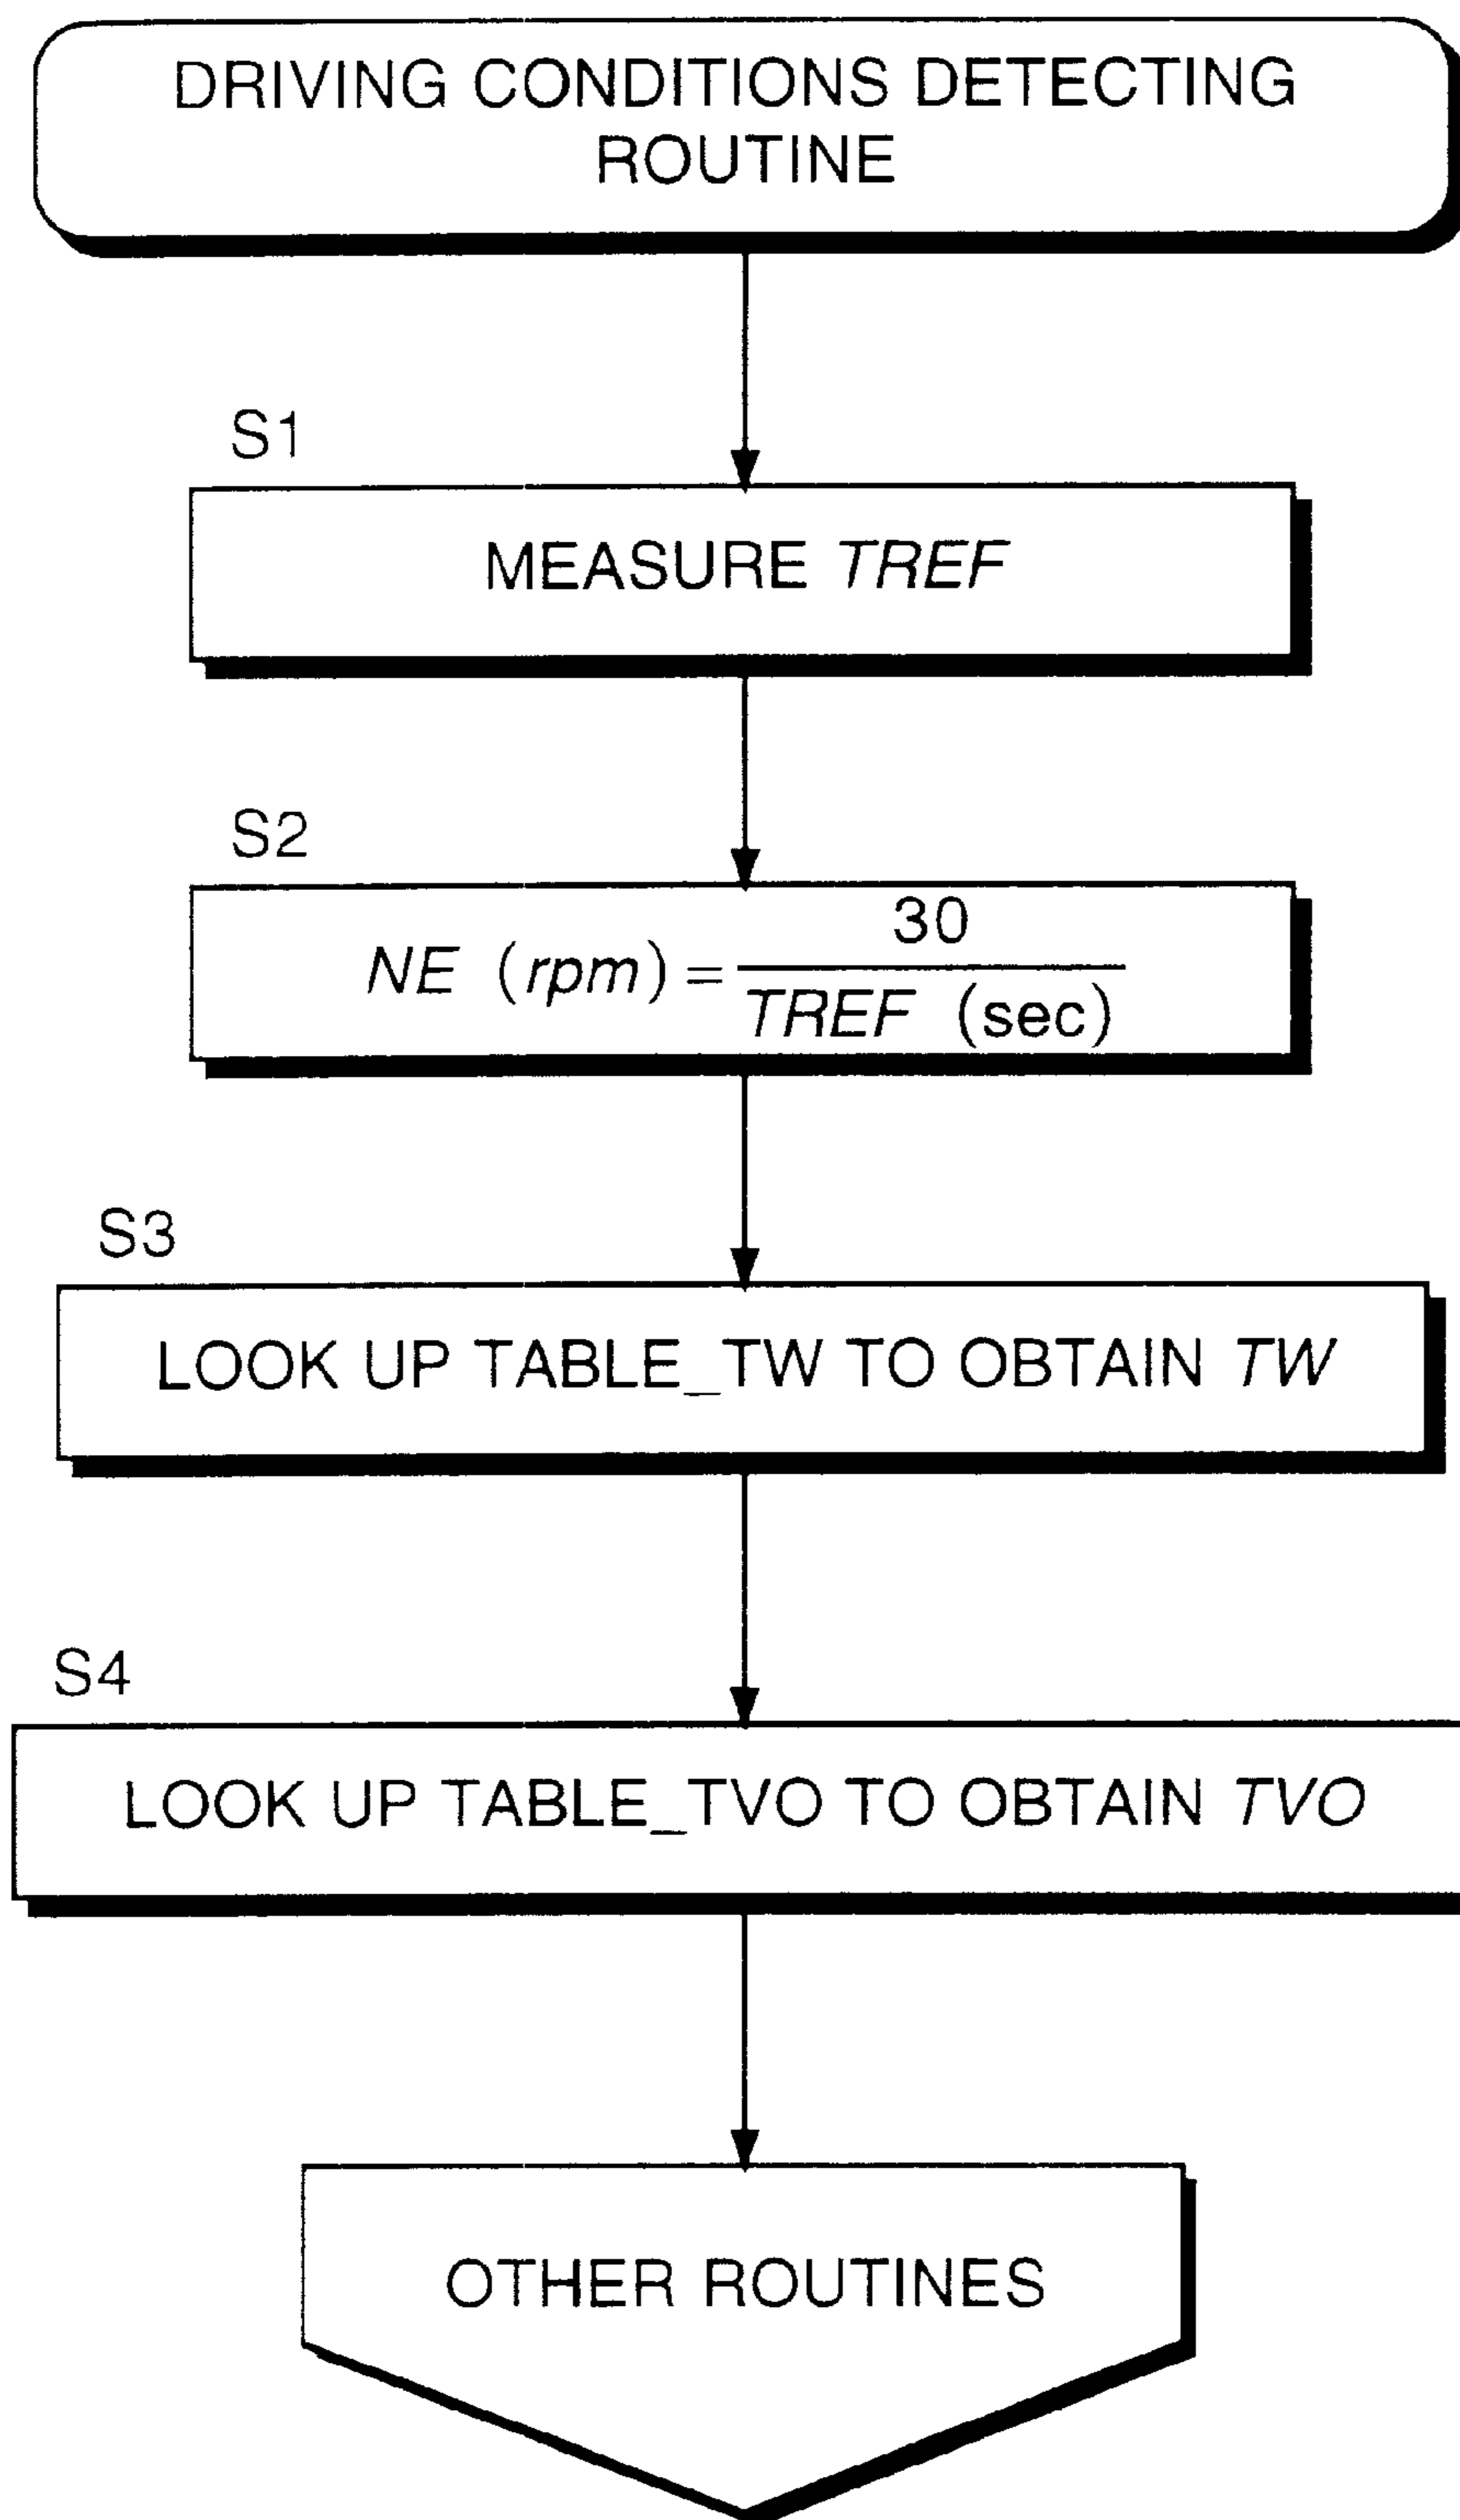 DRIVING CONDITIONS DETECTING
ROUTINE
S1
MEASURE TREF
S2
NE (rpm) = 30 / TREF (sec)
S3
LOOK UP TABLE_TW TO OBTAIN TW
S4
LOOK UP TABLE_TVO TO OBTAIN TVO
OTHER ROUTINES